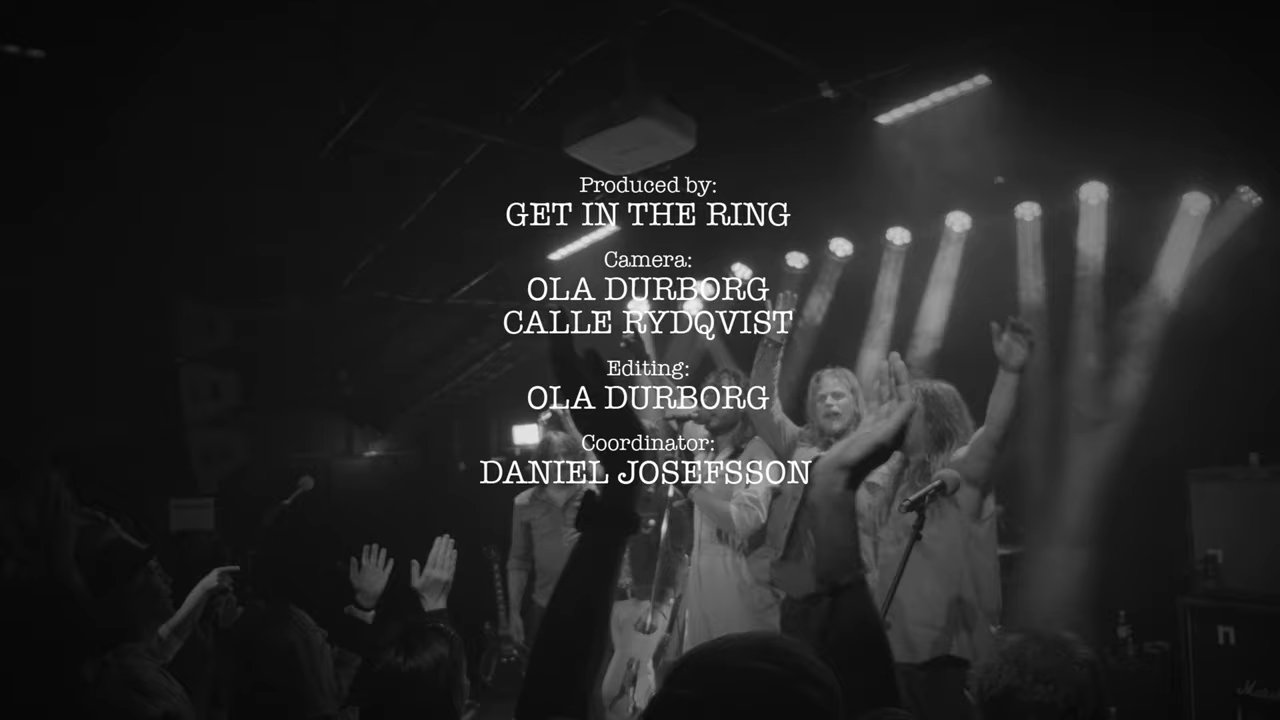 Produced by:
GET IN THE RING
Camera:
OLA DURBORG
CALLE RYDQVIST
Editing:
OLA DURBORG
Coordinator:
DANIEL JOSEFSSON
n